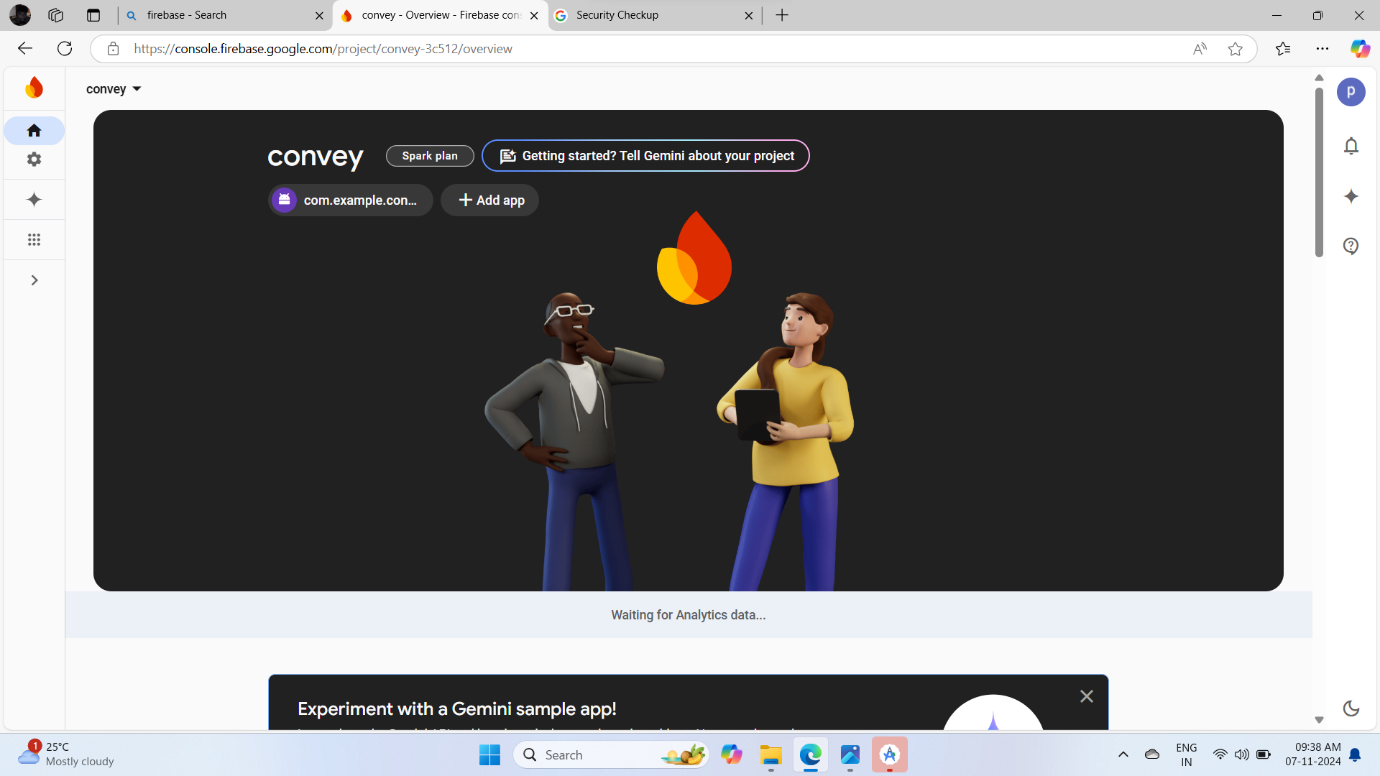 firebase - Search
convey - Overview - Firebase con
Security Checkup
https://console.firebase.google.com/project/convey-3c512/overview
convey
P
convey
Spark plan
Getting started? Tell Gemini about your project
com.example.con...
Add app
Waiting for Analytics data...
Experiment with a Gemini sample app!
1
25°C
Mostly cloudy
Search
ENG
IN
09:38 AM
07-11-2024